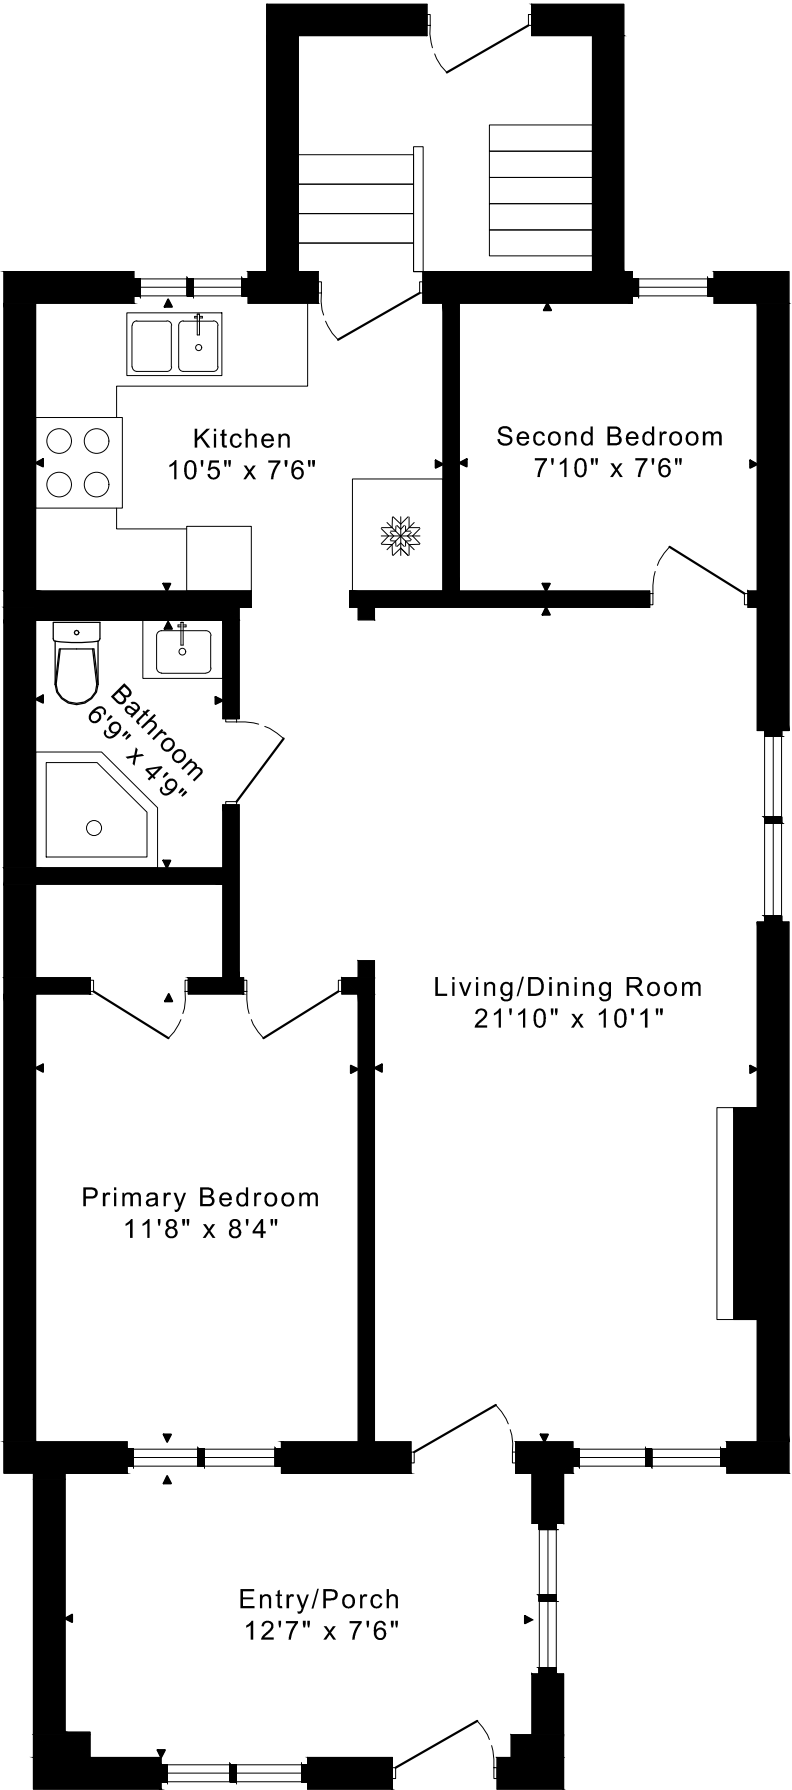 Kitchen
10'5" x 7'6"
Second Bedroom
7'10" x 7'6"
Bathroom
6'9" x 4'9"
Living/Dining Room
21'10" x 10'1"
Primary Bedroom
11'8" x 8'4"
Entry/Porch
12'7" x 7'6"